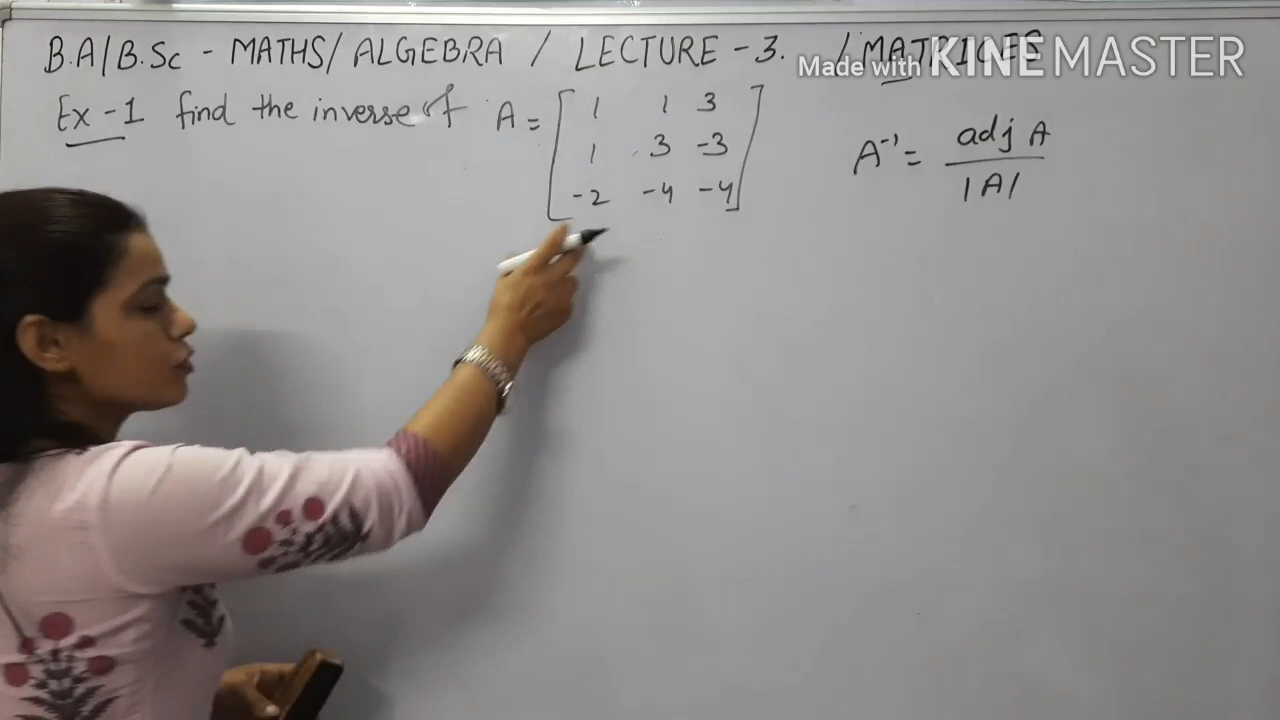 B.A/B.Sc - MATHS/ ALGEBRA / LECTURE - 3. / MATRICES
Made with KINEMASTER
Ex - 1 find the inverse of A = [ 1 1 3
1 3 -3
-2 -4 -4 ]
A⁻¹ = adj A
|A|